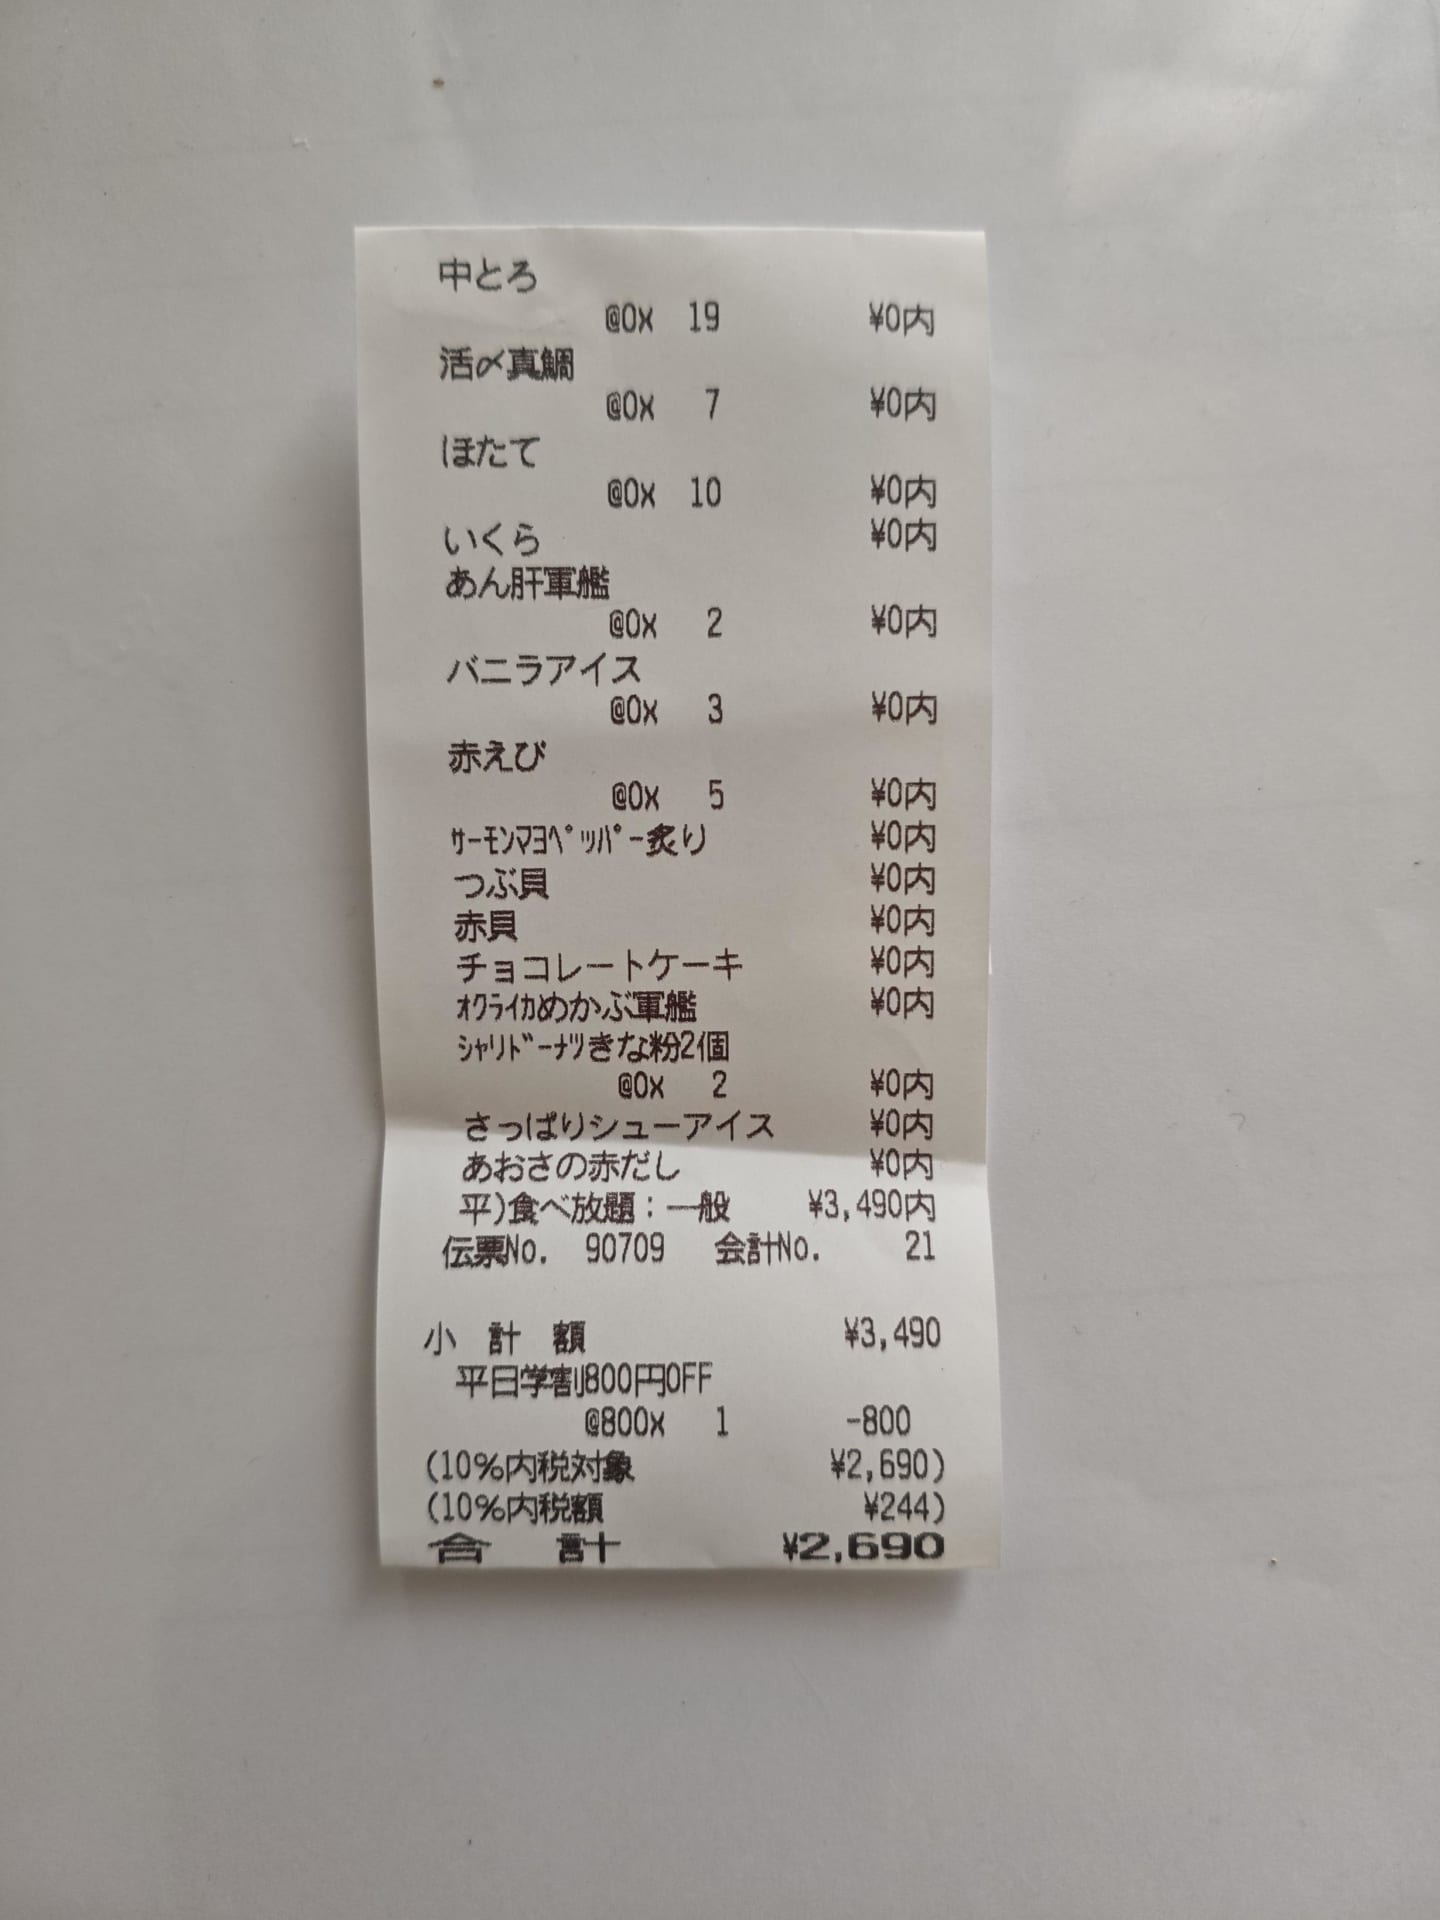 中とろ
@0x 19 ¥0内
活〆真鯛
@0x 7 ¥0内
ほたて
@0x 10 ¥0内
いくら ¥0内
あん肝軍艦
@0x 2 ¥0内
バニラアイス
@0x 3 ¥0内
赤えび
@0x 5 ¥0内
ｻｰﾓﾝﾏﾖﾍﾟｯﾊﾟｰ炙り ¥0内
つぶ貝 ¥0内
赤貝 ¥0内
チョコレートケーキ ¥0内
ｵｸﾗｲｶめかぶ軍艦 ¥0内
ｼｬﾘﾄﾞｰﾅﾂきな粉2個
@0x 2 ¥0内
さっぱりシューアイス ¥0内
あおさの赤だし ¥0内
平)食べ放題:一般 ¥3,490内
伝票No. 90709 会計No. 21
小 計 額 ¥3,490
平日学割800円OFF
@800x 1 -800
(10%内税対象 ¥2,690)
(10%内税額 ¥244)
合 計 ¥2,690